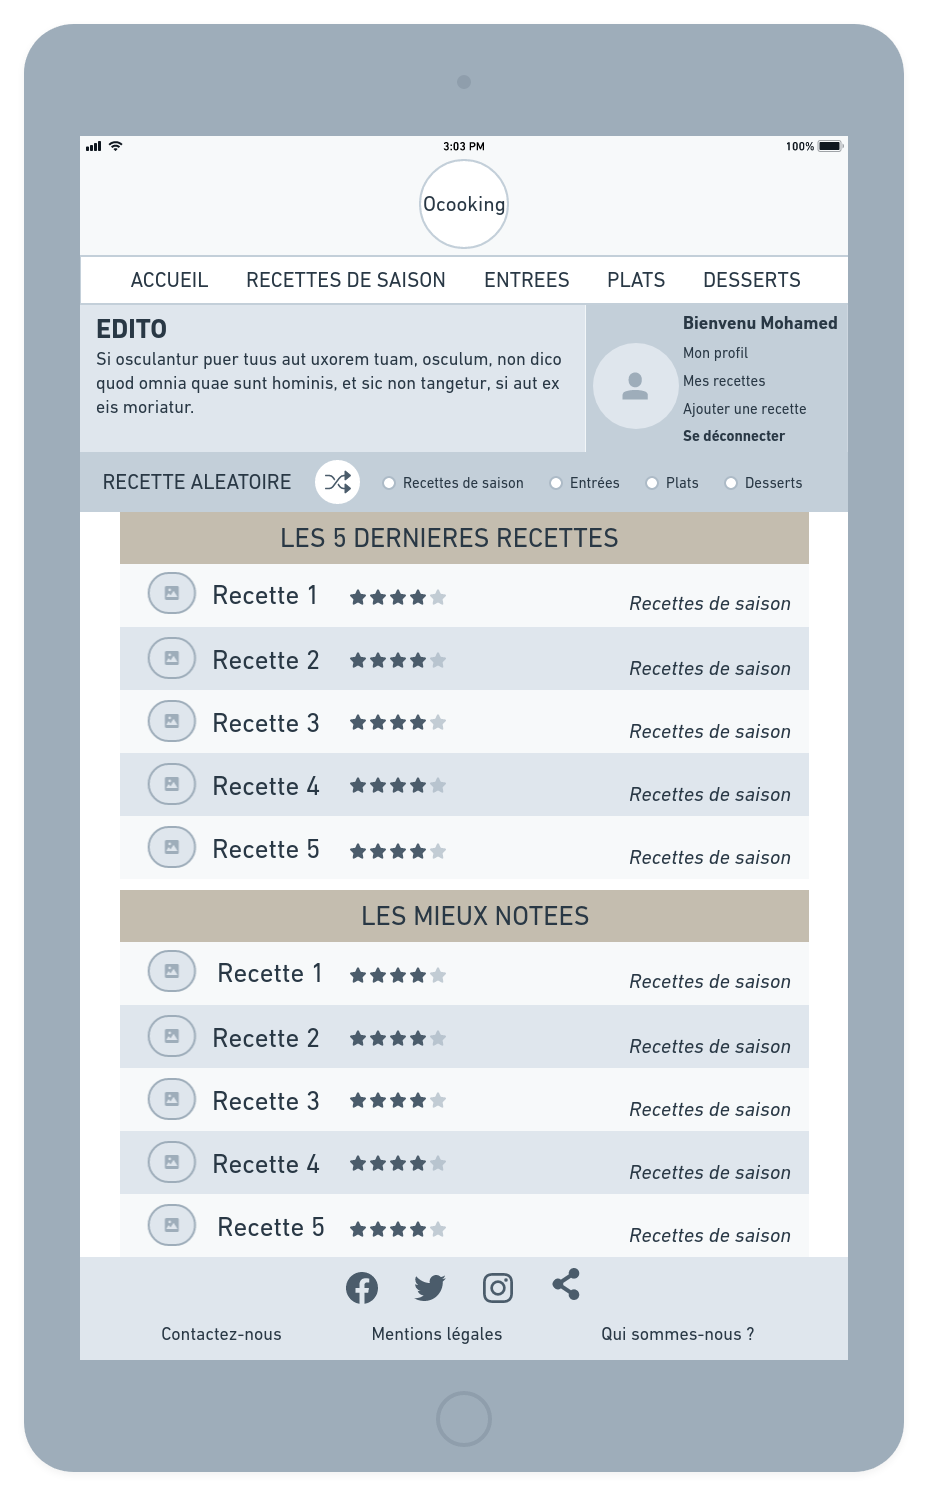 3:03 PM
100%
Ocooking
ACCUEIL RECETTES DE SAISON ENTREES PLATS DESSERTS
EDITO
Si osculantur puer tuus aut uxorem tuam, osculum, non dico
quod omnia quae sunt hominis, et sic non tangetur, si aut ex
eis moriatur.
Bienvenu Mohamed
Mon profil
Mes recettes
Ajouter une recette
Se déconnecter
RECETTE ALEATOIRE Recettes de saison Entrées Plats Desserts
LES 5 DERNIERES RECETTES
Recette 1 Recettes de saison
Recette 2 Recettes de saison
Recette 3 Recettes de saison
Recette 4 Recettes de saison
Recette 5 Recettes de saison
LES MIEUX NOTEES
Recette 1 Recettes de saison
Recette 2 Recettes de saison
Recette 3 Recettes de saison
Recette 4 Recettes de saison
Recette 5 Recettes de saison
Contactez-nous Mentions légales Qui sommes-nous ?